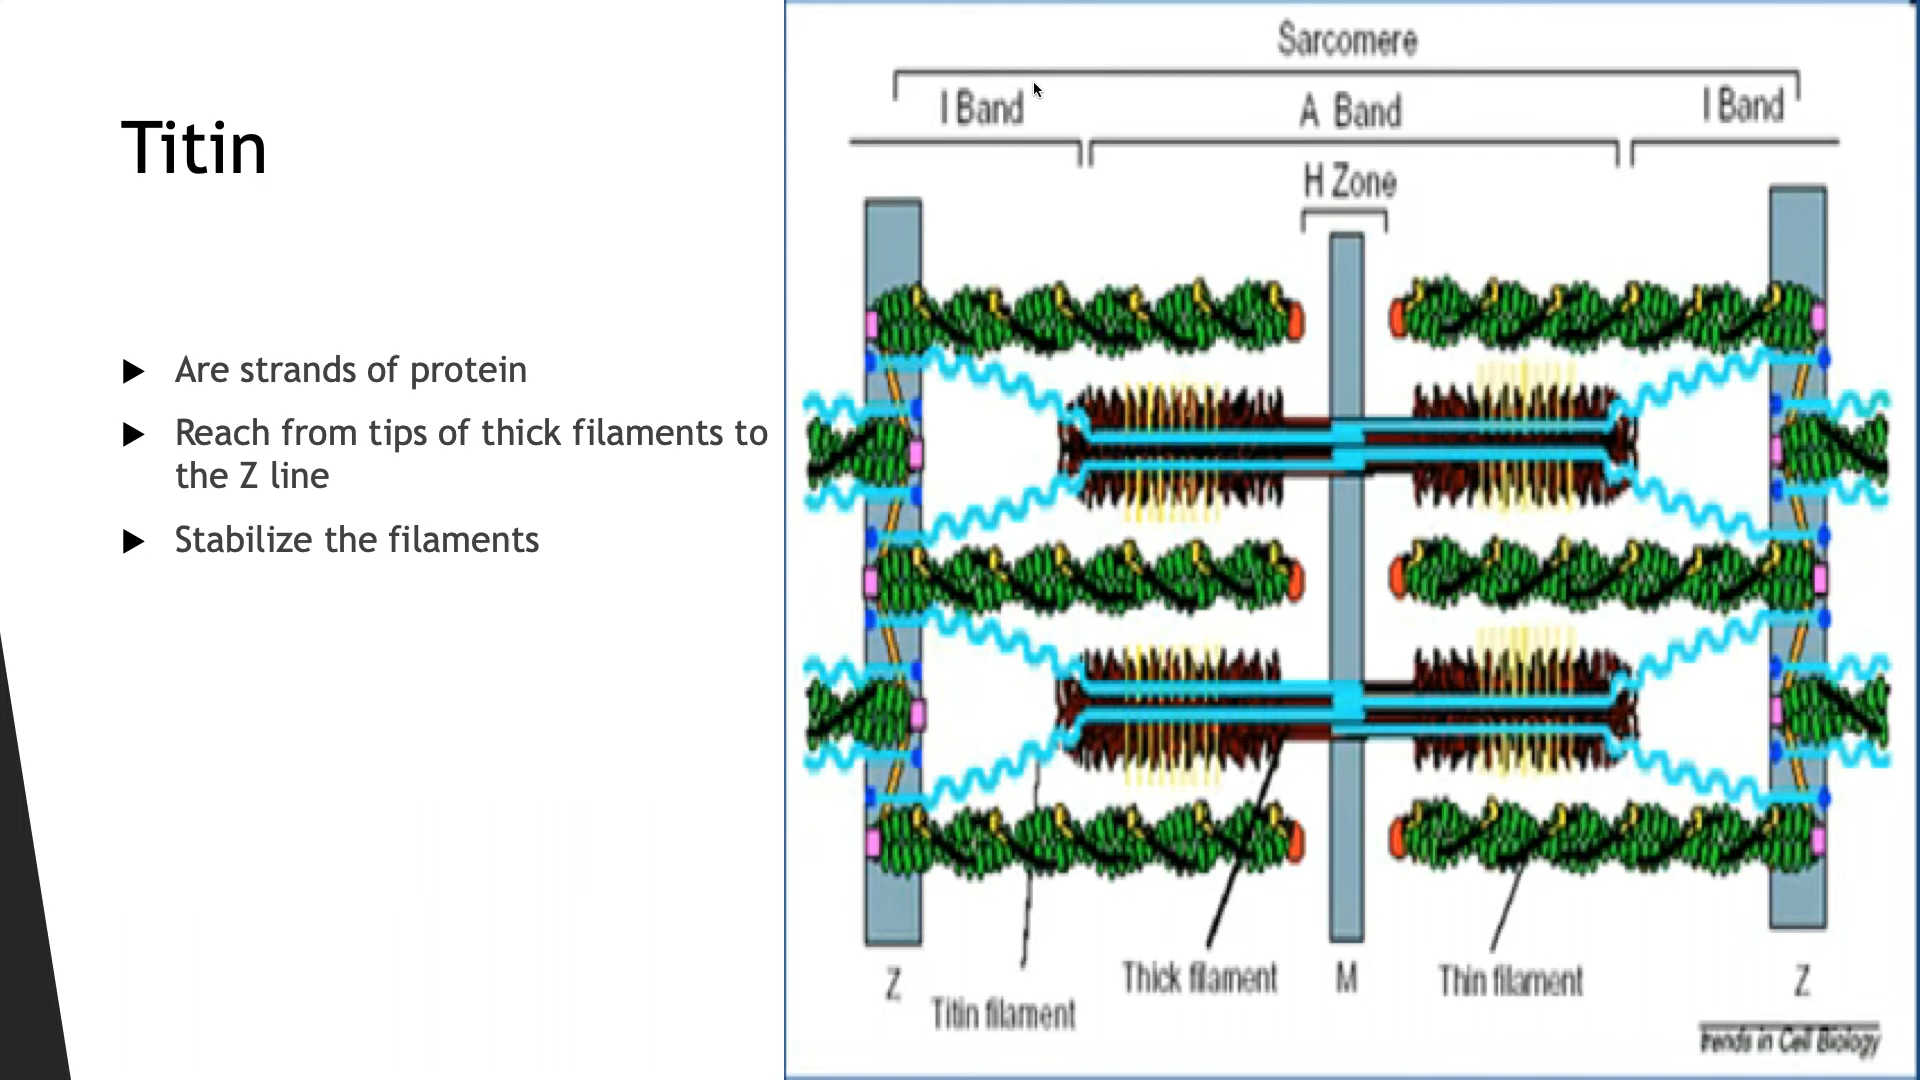 Titin
Are strands of protein
Reach from tips of thick filaments to
the Z line
Stabilize the filaments
Sarcomere
I Band
A Band
I Band
H Zone
Z
Titin filament
Thick filament
M
Thin filament
Z
trends in Cell Biology